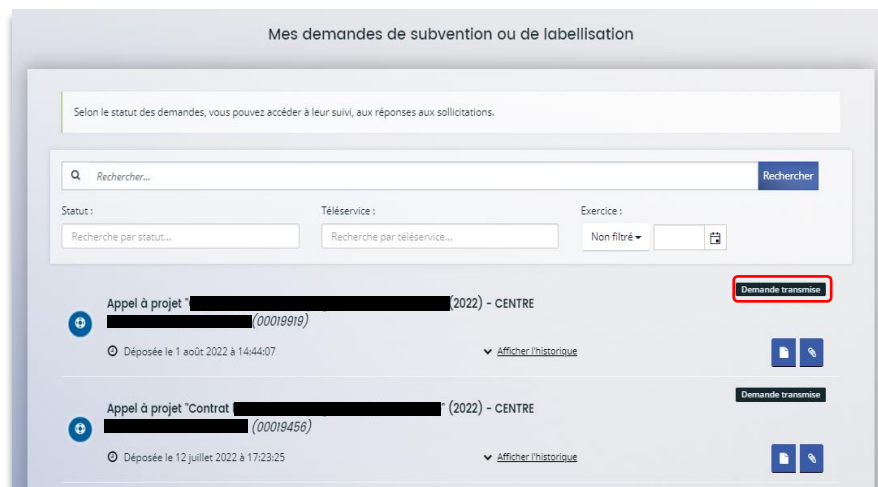 Mes demandes de subvention ou de labellisation
Selon le statut des demandes, vous pouvez accéder à leur suivi, aux réponses aux sollicitations.
Rechercher... Rechercher
Statut : Téléservice : Exercice :
Recherche par statut... Recherche par téléservice... Non filtré
Demande transmise
Appel à projet " (2022) - CENTRE
(00019919)
Déposée le 1 août 2022 à 14:44:07 Afficher l'historique
Demande transmise
Appel à projet "Contrat " (2022) - CENTRE
(00019456)
Déposée le 12 juillet 2022 à 17:23:25 Afficher l'historique